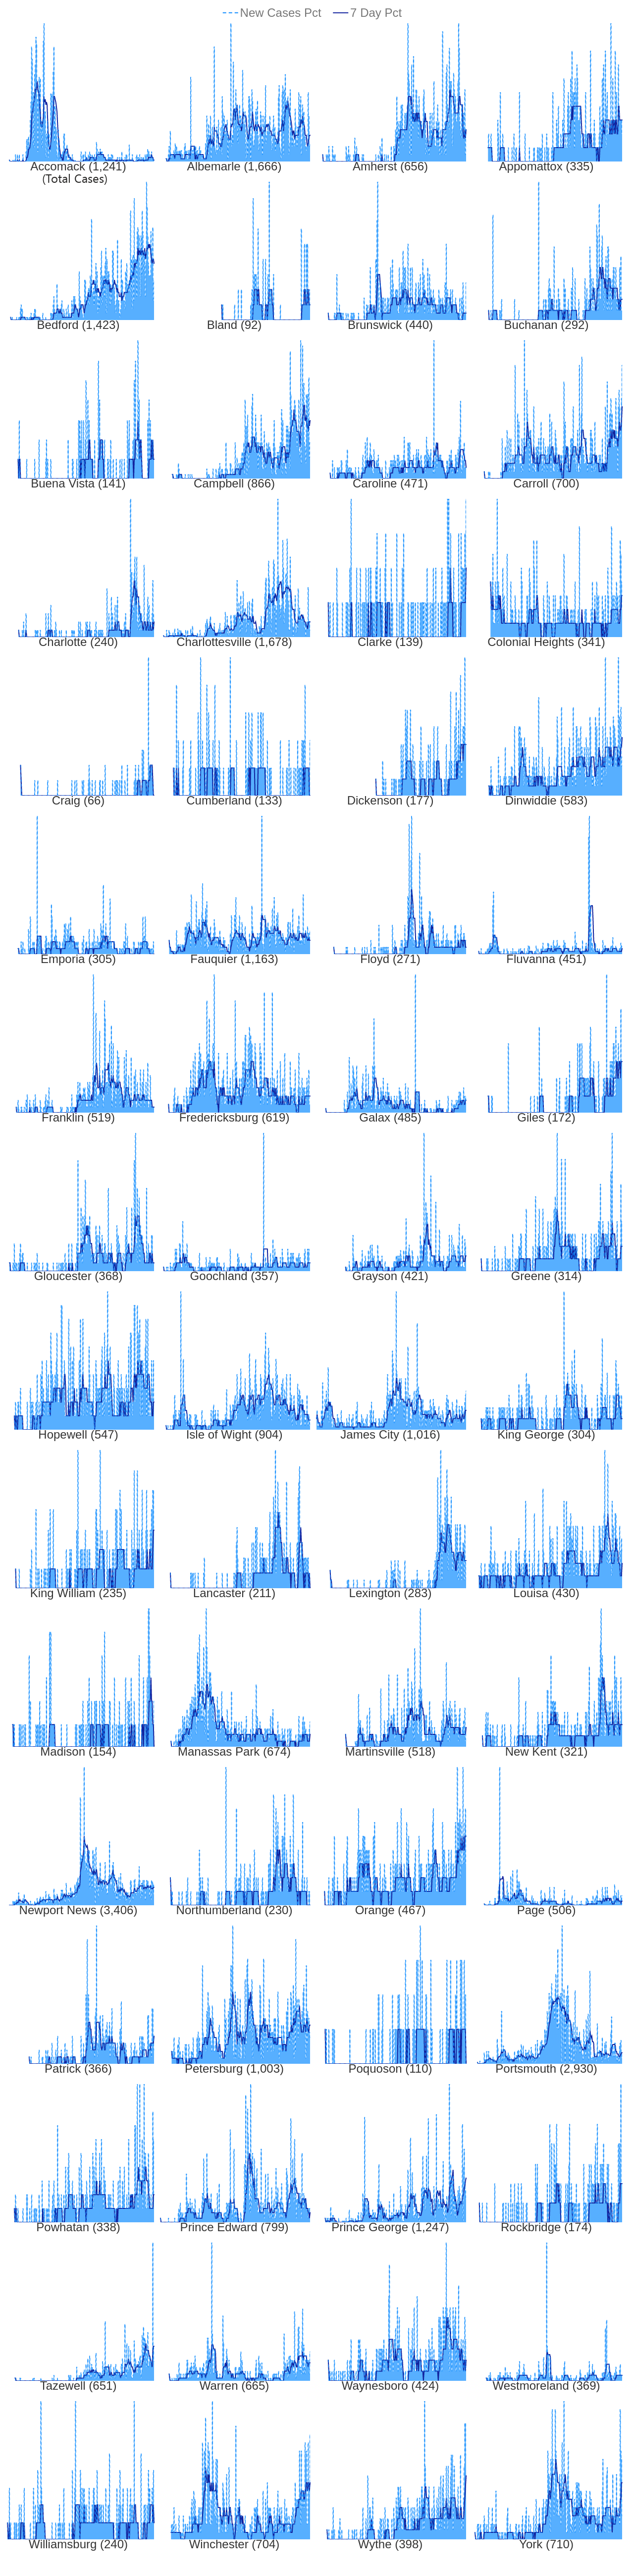 New Cases Pct 7 Day Pct
Accomack (1,241) Albemarle (1,666) Amherst (656) Appomattox (335)
(Total Cases)
Bedford (1,423) Bland (92) Brunswick (440) Buchanan (292)
Buena Vista (141) Campbell (866) Caroline (471) Carroll (700)
Charlotte (240) Charlottesville (1,678) Clarke (139) Colonial Heights (341)
Craig (66) Cumberland (133) Dickenson (177) Dinwiddie (583)
Emporia (305) Fauquier (1,163) Floyd (271) Fluvanna (451)
Franklin (519) Fredericksburg (619) Galax (485) Giles (172)
Gloucester (368) Goochland (357) Grayson (421) Greene (314)
Hopewell (547) Isle of Wight (904) James City (1,016) King George (304)
King William (235) Lancaster (211) Lexington (283) Louisa (430)
Madison (154) Manassas Park (674) Martinsville (518) New Kent (321)
Newport News (3,406) Northumberland (230) Orange (467) Page (506)
Patrick (366) Petersburg (1,003) Poquoson (110) Portsmouth (2,930)
Powhatan (338) Prince Edward (799) Prince George (1,247) Rockbridge (174)
Tazewell (651) Warren (665) Waynesboro (424) Westmoreland (369)
Williamsburg (240) Winchester (704) Wythe (398) York (710)